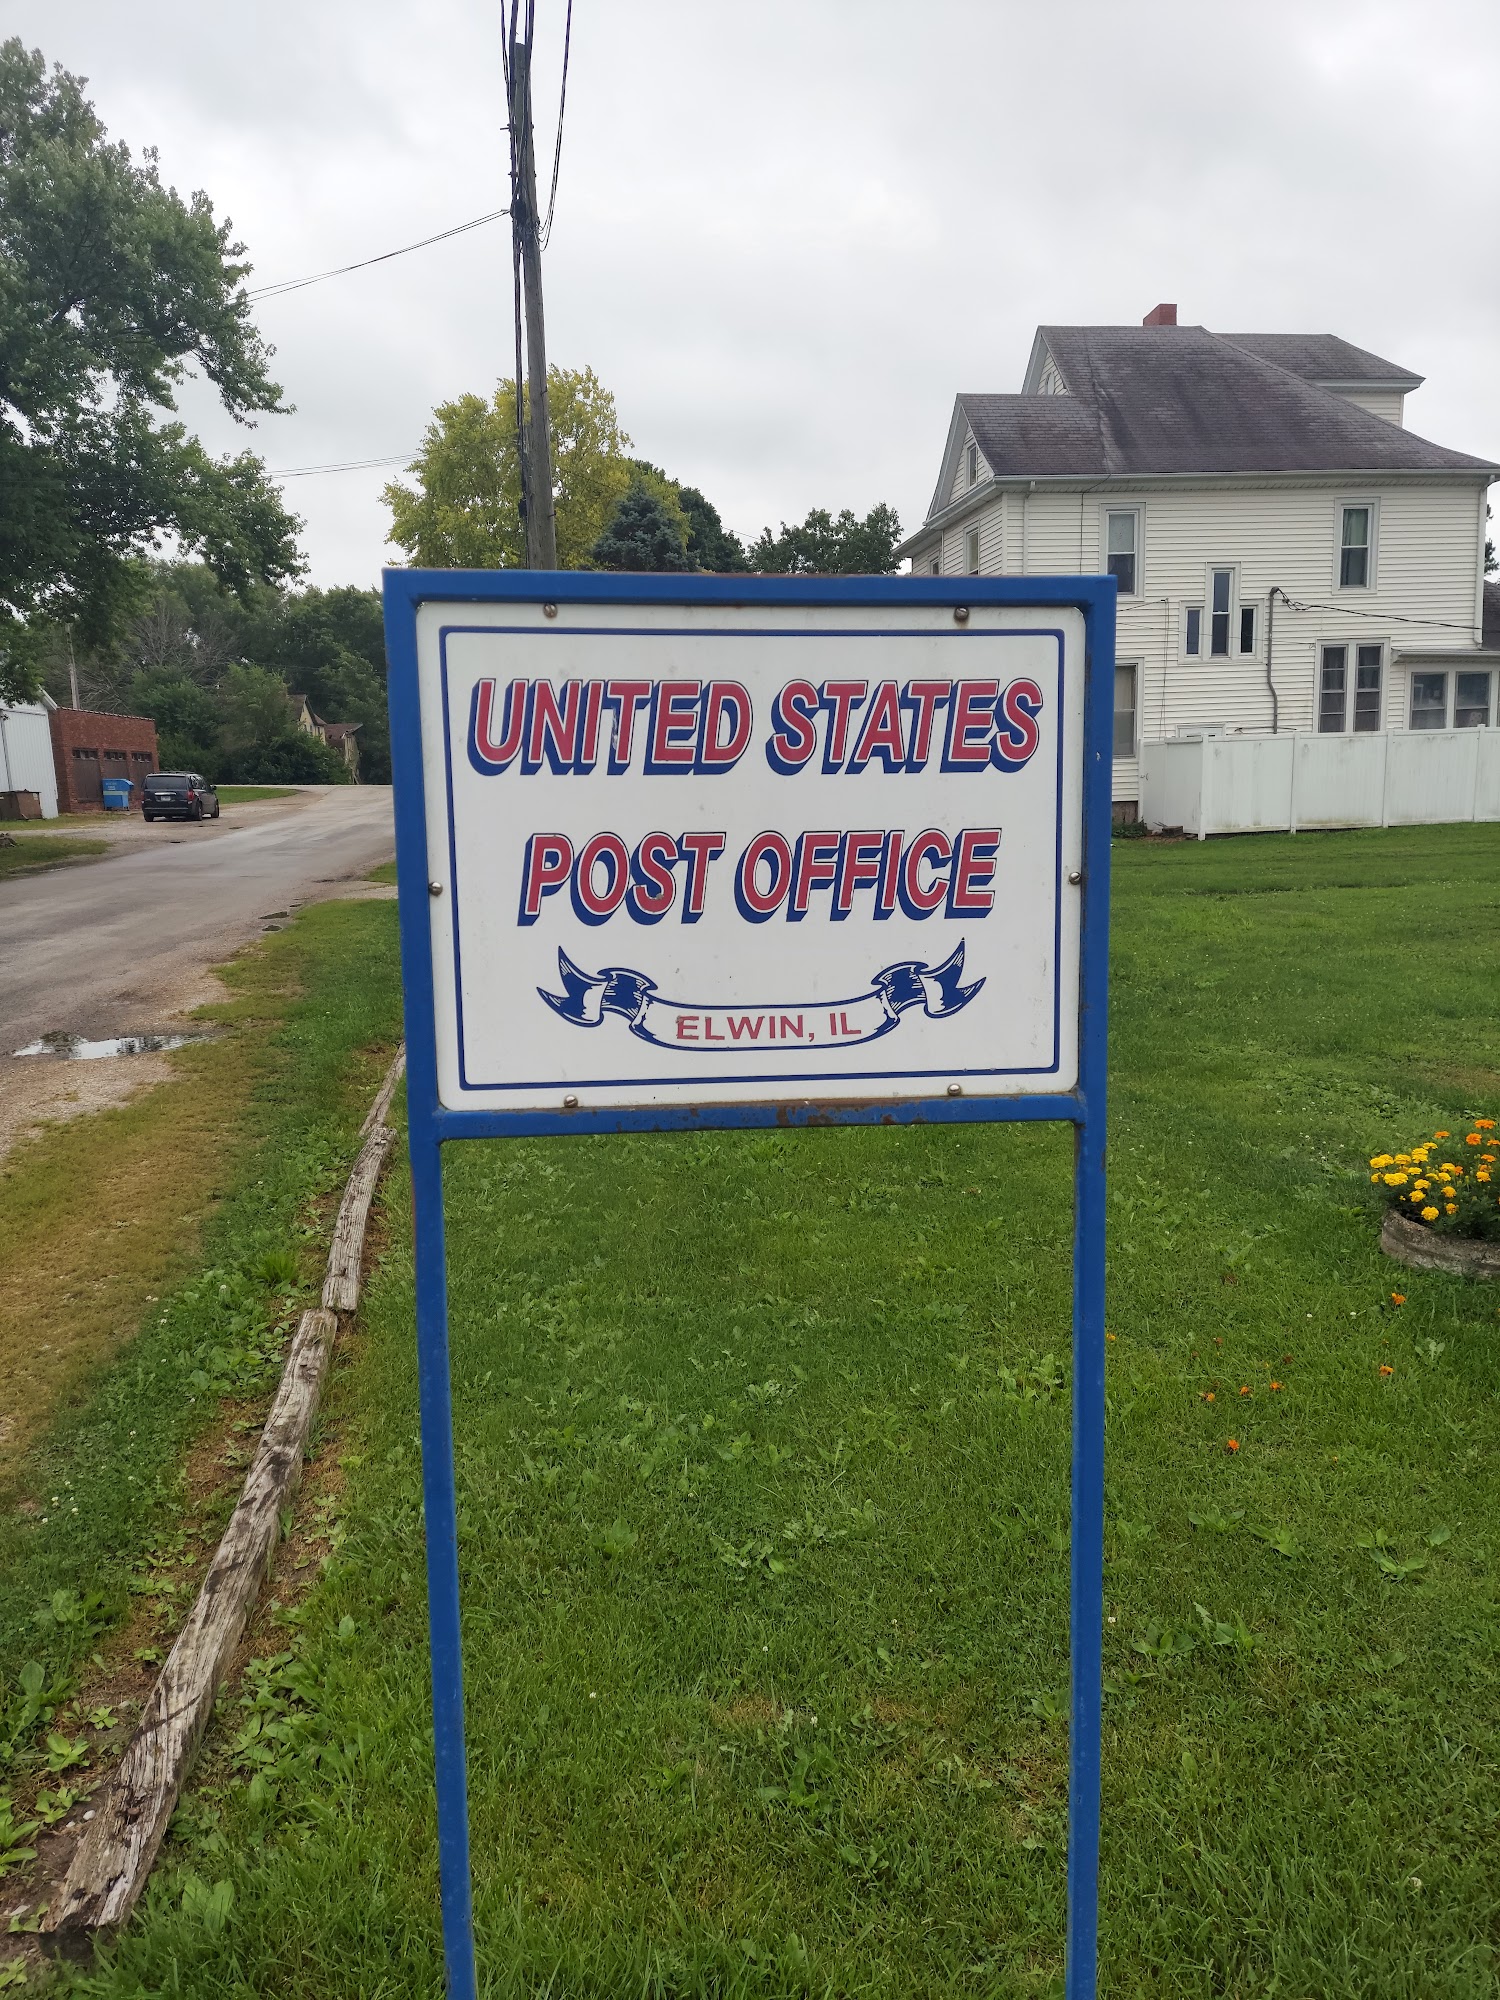 UNITED STATES
POST OFFICE
ELWIN, IL